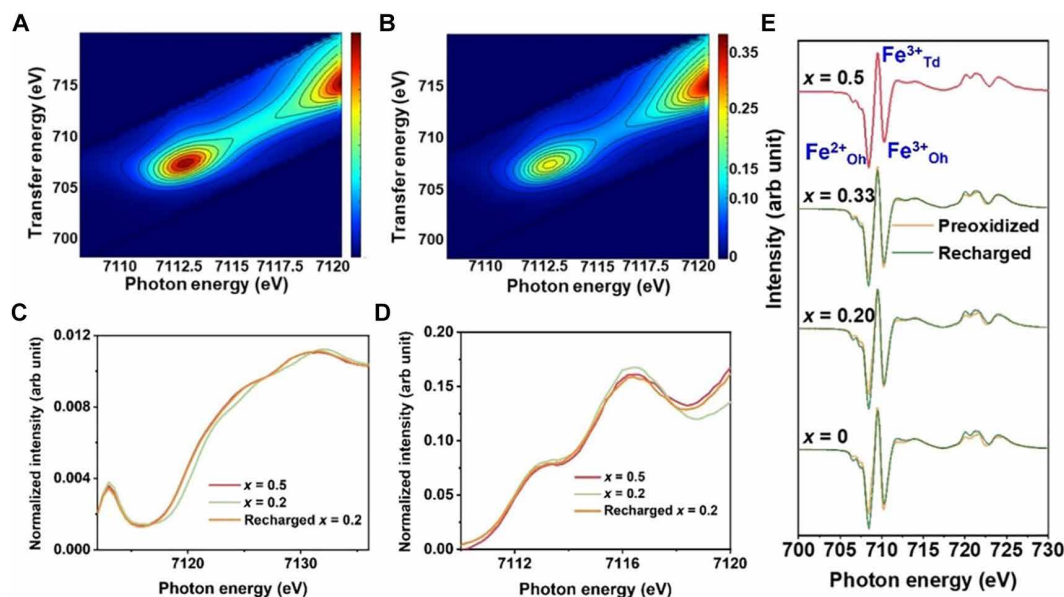 A
Transfer energy (eV)
715
710
705
700
7110
7112.5
7115
7117.5
7120
Photon energy (eV)
B
Transfer energy (eV)
715
710
705
700
7110
7112.5
7115
7117.5
7120
Photon energy (eV)
0.35
0.30
0.15
0.10
0
C
Normalized intensity (arb unit)
0.012
0.008
0.004
0.000
x = 0.5
x = 0.2
Recharged x = 0.2
7120
7130
Photon energy (eV)
D
Normalized intensity (arb unit)
0.20
0.15
0.10
0.05
0.00
x = 0.5
x = 0.2
Recharged x = 0.2
7112
7116
7120
Photon energy (eV)
E
Intensity (arb unit)
Fe3+Td
x = 0.5
Fe2+Oh
Fe3+Oh
x = 0.33
Preoxidized
Recharged
x = 0.20
x = 0
700 705 710 715 720 725 730
Photon energy (eV)